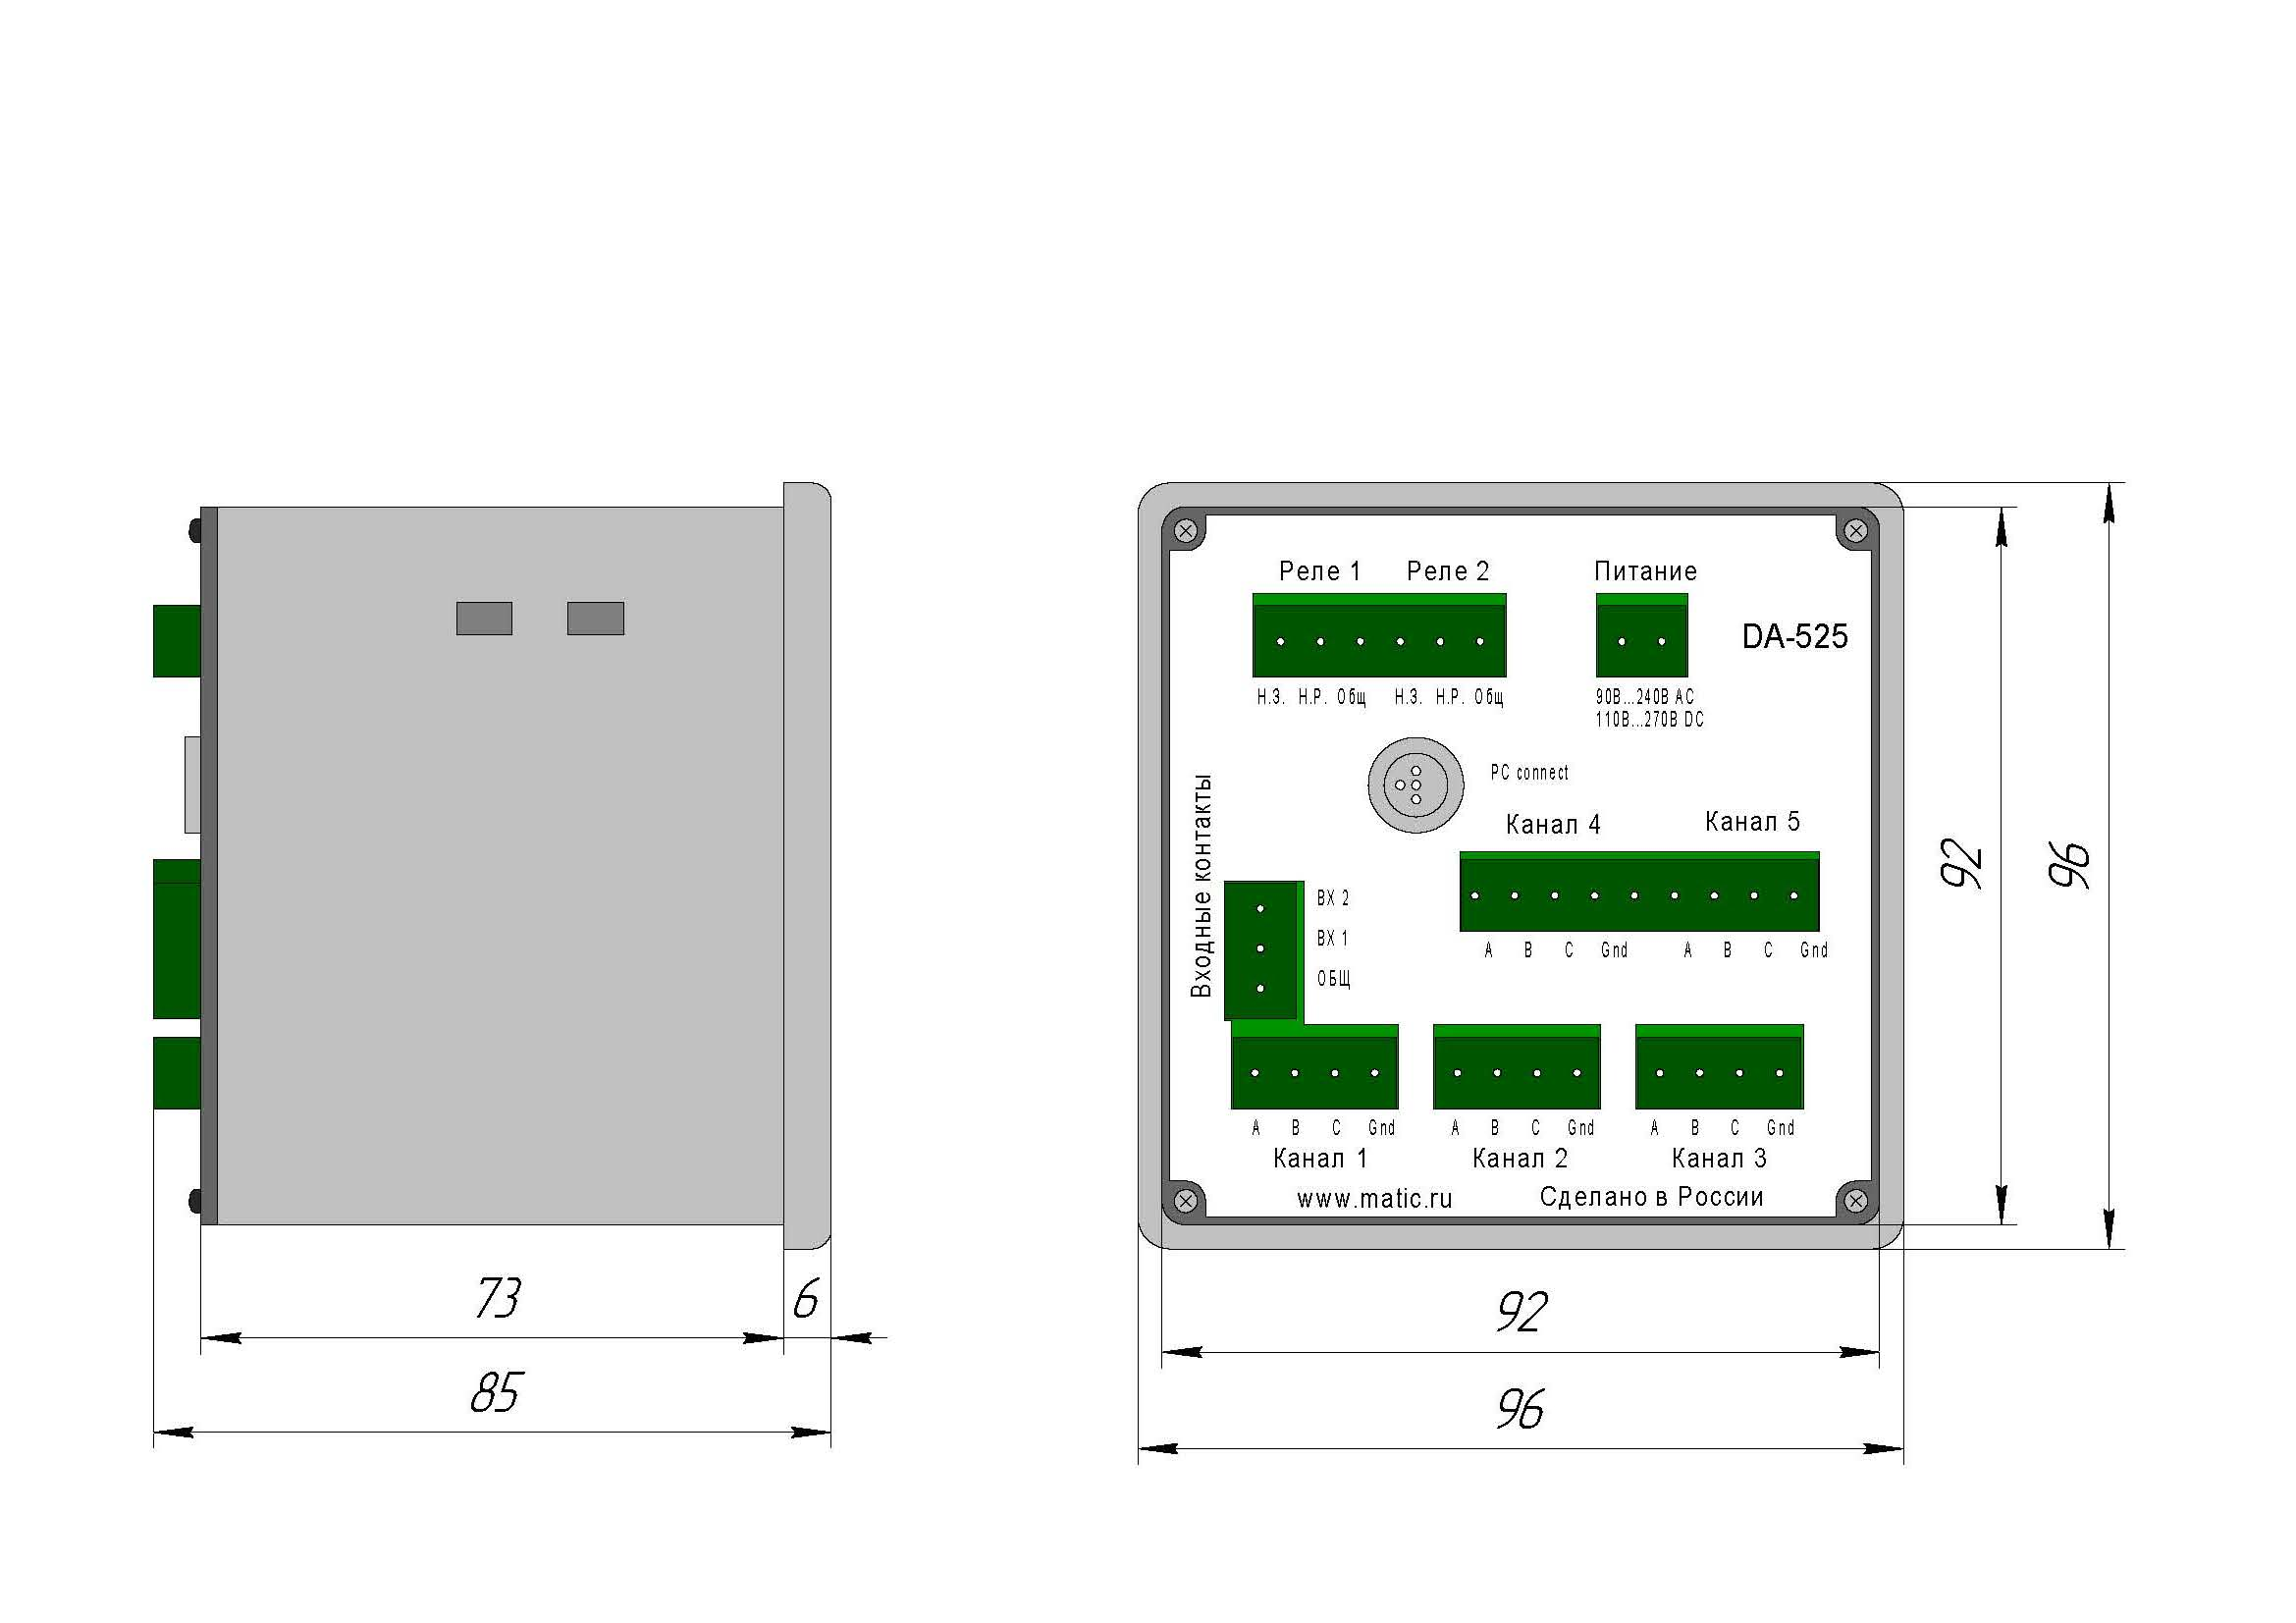 Реле 1 Реле 2 Питание
DA-525
Н.З. Н.Р. Общ Н.З. Н.Р. Общ
90В...240В AC
110В...270В DC
PC connect
Канал 4 Канал 5
A B C Gnd A B C Gnd
Входные контакты
ВХ 2
ВХ 1
ОБЩ
A B C Gnd A B C Gnd A B C Gnd
Канал 1 Канал 2 Канал 3
www.matic.ru Сделано в России
92
96
73
6
85
92
96